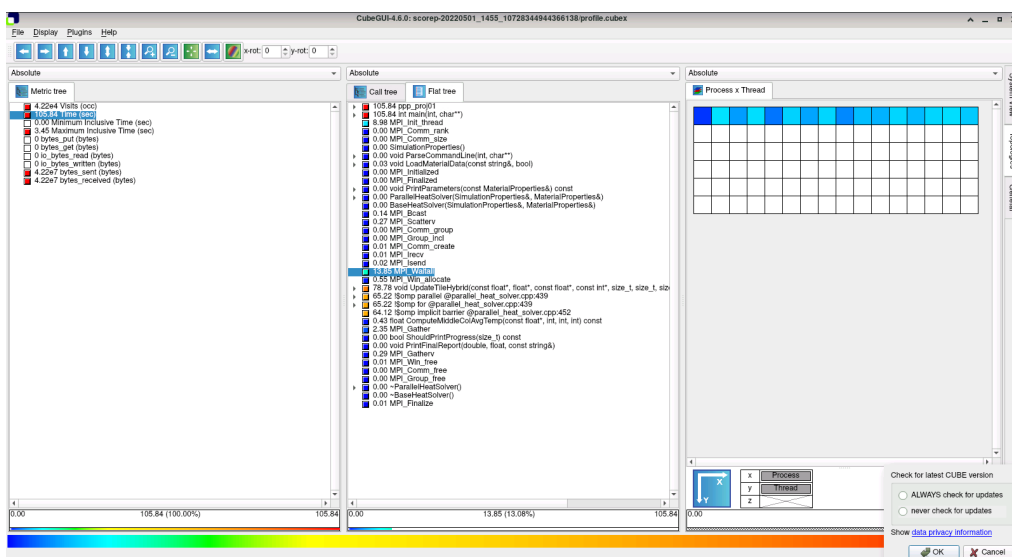 CubeGUI-4.6.0: scorep-20220501_1455_10728344944366138/profile.cubex
File Display Plugins Help
x-rot: 0 y-rot: 0
Absolute
Absolute
Absolute
Metric tree
Call tree Flat tree
Process x Thread
4.22e4 Visits (occ)
105.84 Time (sec)
0.00 Minimum Inclusive Time (sec)
3.45 Maximum Inclusive Time (sec)
0 bytes_put (bytes)
0 bytes_get (bytes)
0 io_bytes_read (bytes)
0 io_bytes_written (bytes)
4.22e7 bytes_sent (bytes)
4.22e7 bytes_received (bytes)
105.84 ppp_proj01
105.84 int main(int, char**)
8.98 MPI_Init_thread
0.00 MPI_Comm_rank
0.00 MPI_Comm_size
0.00 SimulationProperties()
0.00 void ParseCommandLine(int, char**)
0.03 void LoadMaterialData(const string&, bool)
0.00 MPI_Initialized
0.00 MPI_Finalized
0.00 void PrintParameters(const MaterialProperties&) const
0.00 ParallelHeatSolver(SimulationProperties&, MaterialProperties&)
0.00 BaseHeatSolver(SimulationProperties&, MaterialProperties&)
0.14 MPI_Bcast
0.27 MPI_Scatterv
0.00 MPI_Comm_group
0.00 MPI_Group_incl
0.01 MPI_Comm_create
0.01 MPI_Irecv
0.02 MPI_Isend
13.85 MPI_Waitall
0.55 MPI_Win_allocate
78.78 void UpdateTileHybrid(const float*, float*, const float*, const int*, size_t, size_t, siz
65.22 !$omp parallel @parallel_heat_solver.cpp:439
65.22 !$omp for @parallel_heat_solver.cpp:439
64.12 !$omp implicit barrier @parallel_heat_solver.cpp:452
0.43 float ComputeMiddleColAvgTemp(const float*, int, int, int) const
2.35 MPI_Gather
0.00 bool ShouldPrintProgress(size_t) const
0.00 void PrintFinalReport(double, float, const string&)
0.29 MPI_Gatherv
0.01 MPI_Win_free
0.00 MPI_Comm_free
0.00 MPI_Group_free
0.00 ~ParallelHeatSolver()
0.00 ~BaseHeatSolver()
0.01 MPI_Finalize
System View
Topologies
General
X
Y
x Process
y Thread
z
0.00 105.84 (100.00%) 105.84
0.00 13.85 (13.08%) 105.84
0.00
Check for latest CUBE version
ALWAYS check for updates
never check for updates
Show data privacy information
OK Cancel